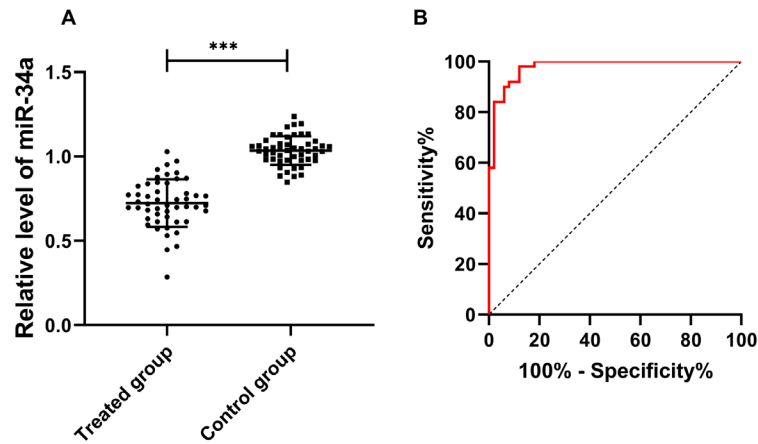 A
***
Relative level of miR-34a
1.5
1.0
0.5
0.0
Treated group
Control group
B
Sensitivity%
100
80
60
40
20
0
0 20 40 60 80 100
100% - Specificity%